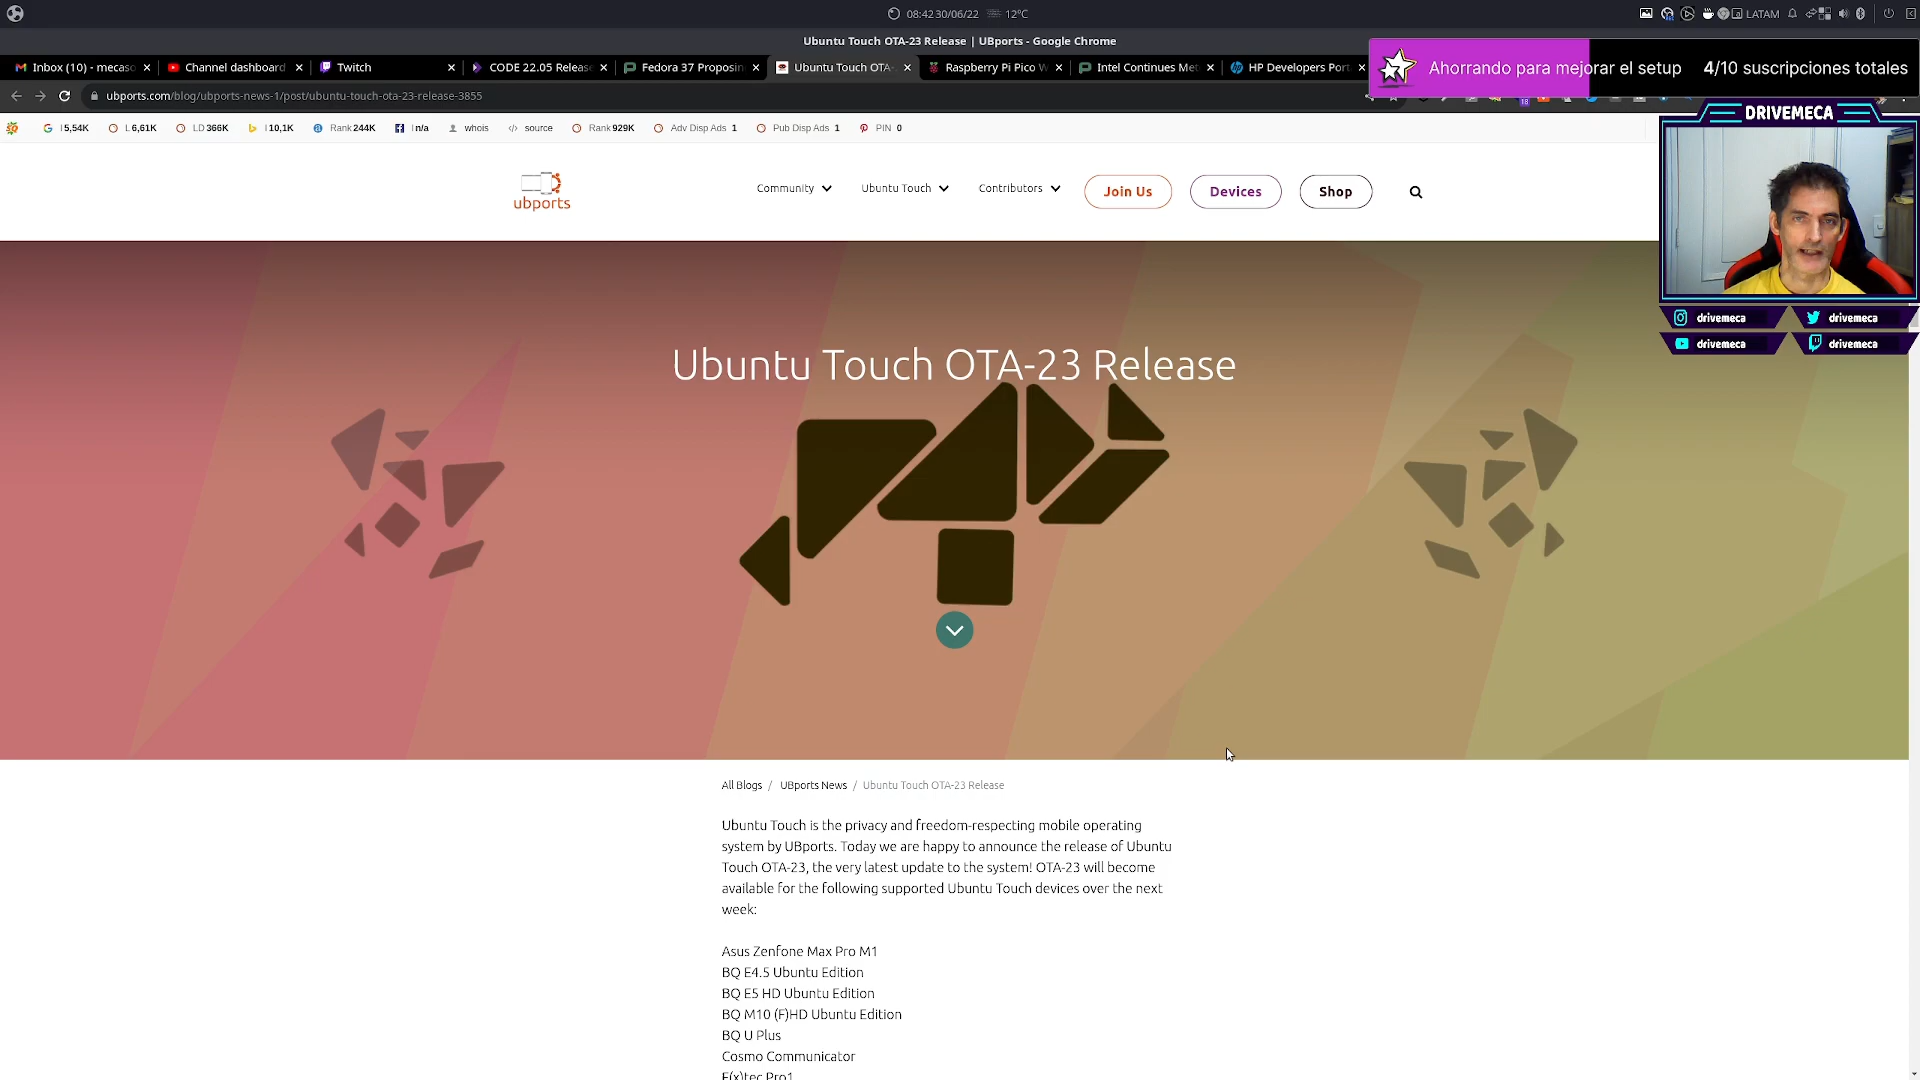 08:42 30/06/22 12°C
LATAM
Ubuntu Touch OTA-23 Release | UBports - Google Chrome
Inbox (10) - mecaso
Channel dashboard
Twitch
CODE 22.05 Release
Fedora 37 Proposin
Ubuntu Touch OTA-
Raspberry Pi Pico W
Intel Continues Met
HP Developers Port
Ahorrando para mejorar el setup 4/10 suscripciones totales
ubports.com/blog/ubports-news-1/post/ubuntu-touch-ota-23-release-3855
18
I 5,54K
L 6,61K
LD 366K
I 10,1K
Rank 244K
I n/a
whois
source
Rank 929K
Adv Disp Ads 1
Pub Disp Ads 1
PIN 0
DRIVEMECA
drivemeca
drivemeca
drivemeca
drivemeca
ubports
Community
Ubuntu Touch
Contributors
Join Us
Devices
Shop
Ubuntu Touch OTA-23 Release
All Blogs / UBports News / Ubuntu Touch OTA-23 Release
Ubuntu Touch is the privacy and freedom-respecting mobile operating
system by UBports. Today we are happy to announce the release of Ubuntu
Touch OTA-23, the very latest update to the system! OTA-23 will become
available for the following supported Ubuntu Touch devices over the next
week:
Asus Zenfone Max Pro M1
BQ E4.5 Ubuntu Edition
BQ E5 HD Ubuntu Edition
BQ M10 (F)HD Ubuntu Edition
BQ U Plus
Cosmo Communicator
F(x)tec Pro1